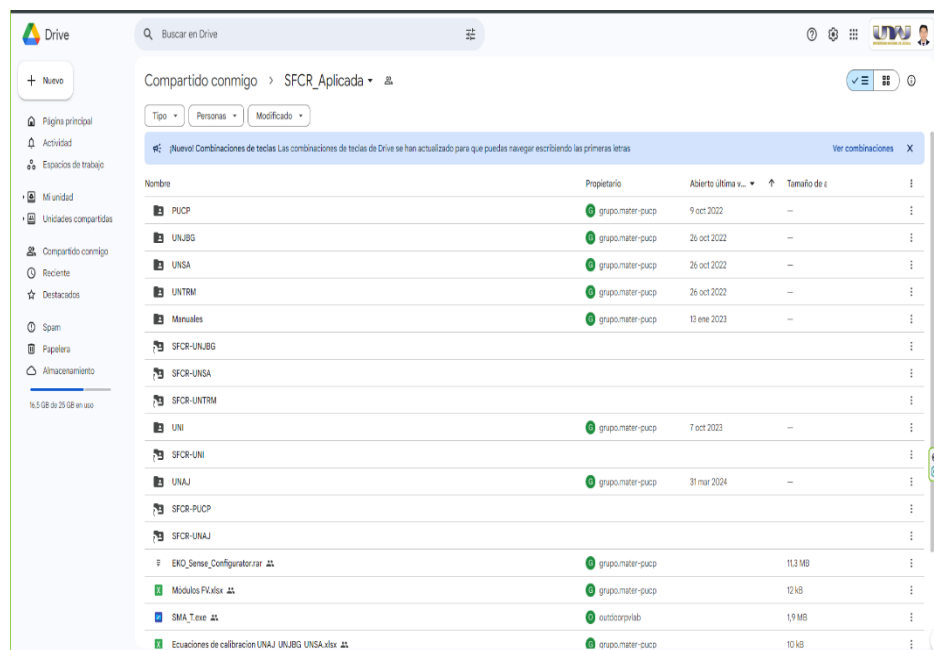 Drive
Buscar en Drive
UNJ
Nuevo
Página principal
Actividad
Espacios de trabajo
Mi unidad
Unidades compartidas
Compartido conmigo
Reciente
Destacados
Spam
Papelera
Almacenamiento
16,5 GB de 25 GB en uso
Compartido conmigo > SFCR_Aplicada
Tipo Personas Modificado
¡Nuevo! Combinaciones de teclas Las combinaciones de teclas de Drive se han actualizado para que puedas navegar escribiendo las primeras letras Ver combinaciones X
Nombre Propietario Abierto última v... Tamaño de a
PUCP G grupo.mater-pucp 9 oct 2022 —
UNJBG G grupo.mater-pucp 26 oct 2022 —
UNSA G grupo.mater-pucp 26 oct 2022 —
UNTRM G grupo.mater-pucp 26 oct 2022 —
Manuales G grupo.mater-pucp 13 ene 2023 —
SFCR-UNJBG
SFCR-UNSA
SFCR-UNTRM
UNI G grupo.mater-pucp 7 oct 2023 —
SFCR-UNI
UNAJ G grupo.mater-pucp 31 mar 2024 —
SFCR-PUCP
SFCR-UNAJ
EKO_Sense_Configurator.rar G grupo.mater-pucp 11,3 MB
Módulos FV.xlsx G grupo.mater-pucp 12 kB
SMA_T.exe O outdoorpvlab 1,9 MB
Ecuaciones de calibracion UNAJ_UNJBG_UNSA.xlsx G grupo.mater-pucp 10 kB